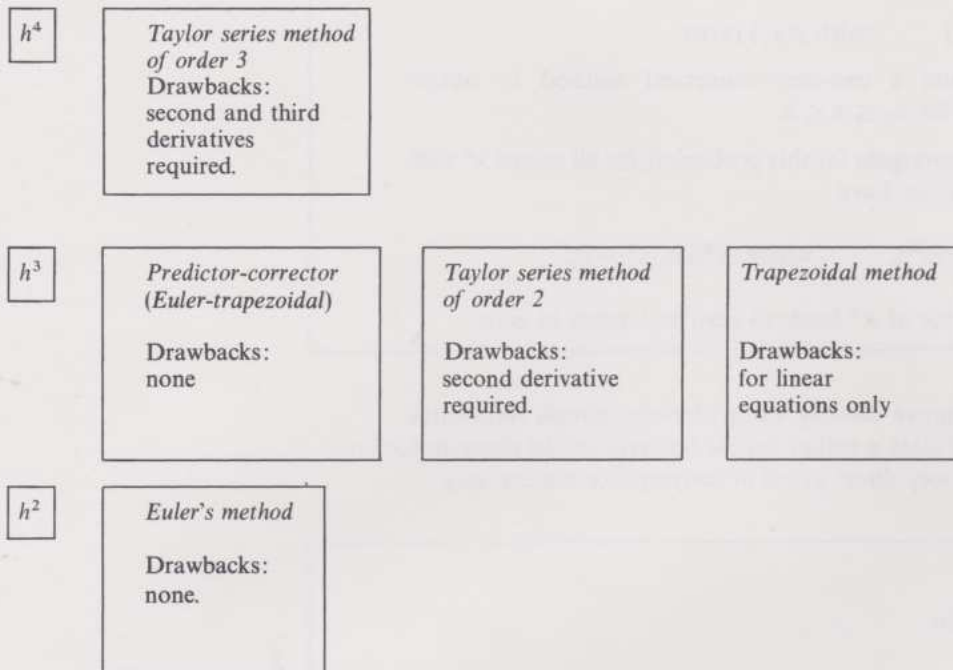 h⁴
Taylor series method
of order 3
Drawbacks:
second and third
derivatives
required.
h³
Predictor-corrector
(Euler-trapezoidal)
Drawbacks:
none
Taylor series method
of order 2
Drawbacks:
second derivative
required.
Trapezoidal method
Drawbacks:
for linear
equations only
h²
Euler's method
Drawbacks:
none.